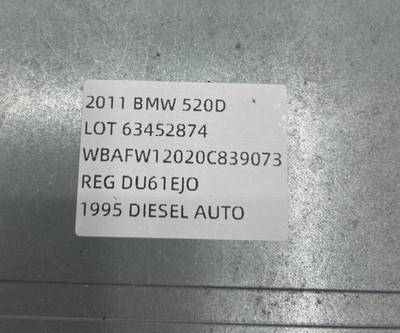 2011 BMW 520D
LOT 63452874
WBAFW12020C839073
REG DU61EJO
1995 DIESEL AUTO